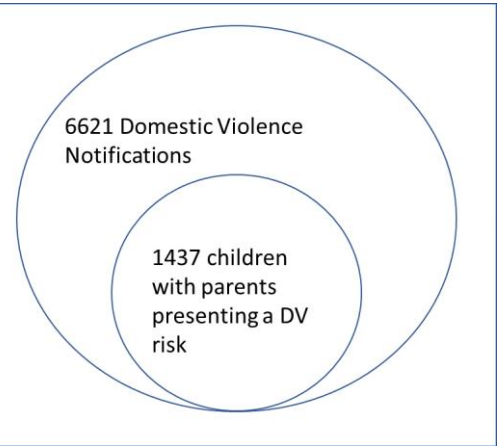 6621 Domestic Violence
Notifications
1437 children
with parents
presenting a DV
risk